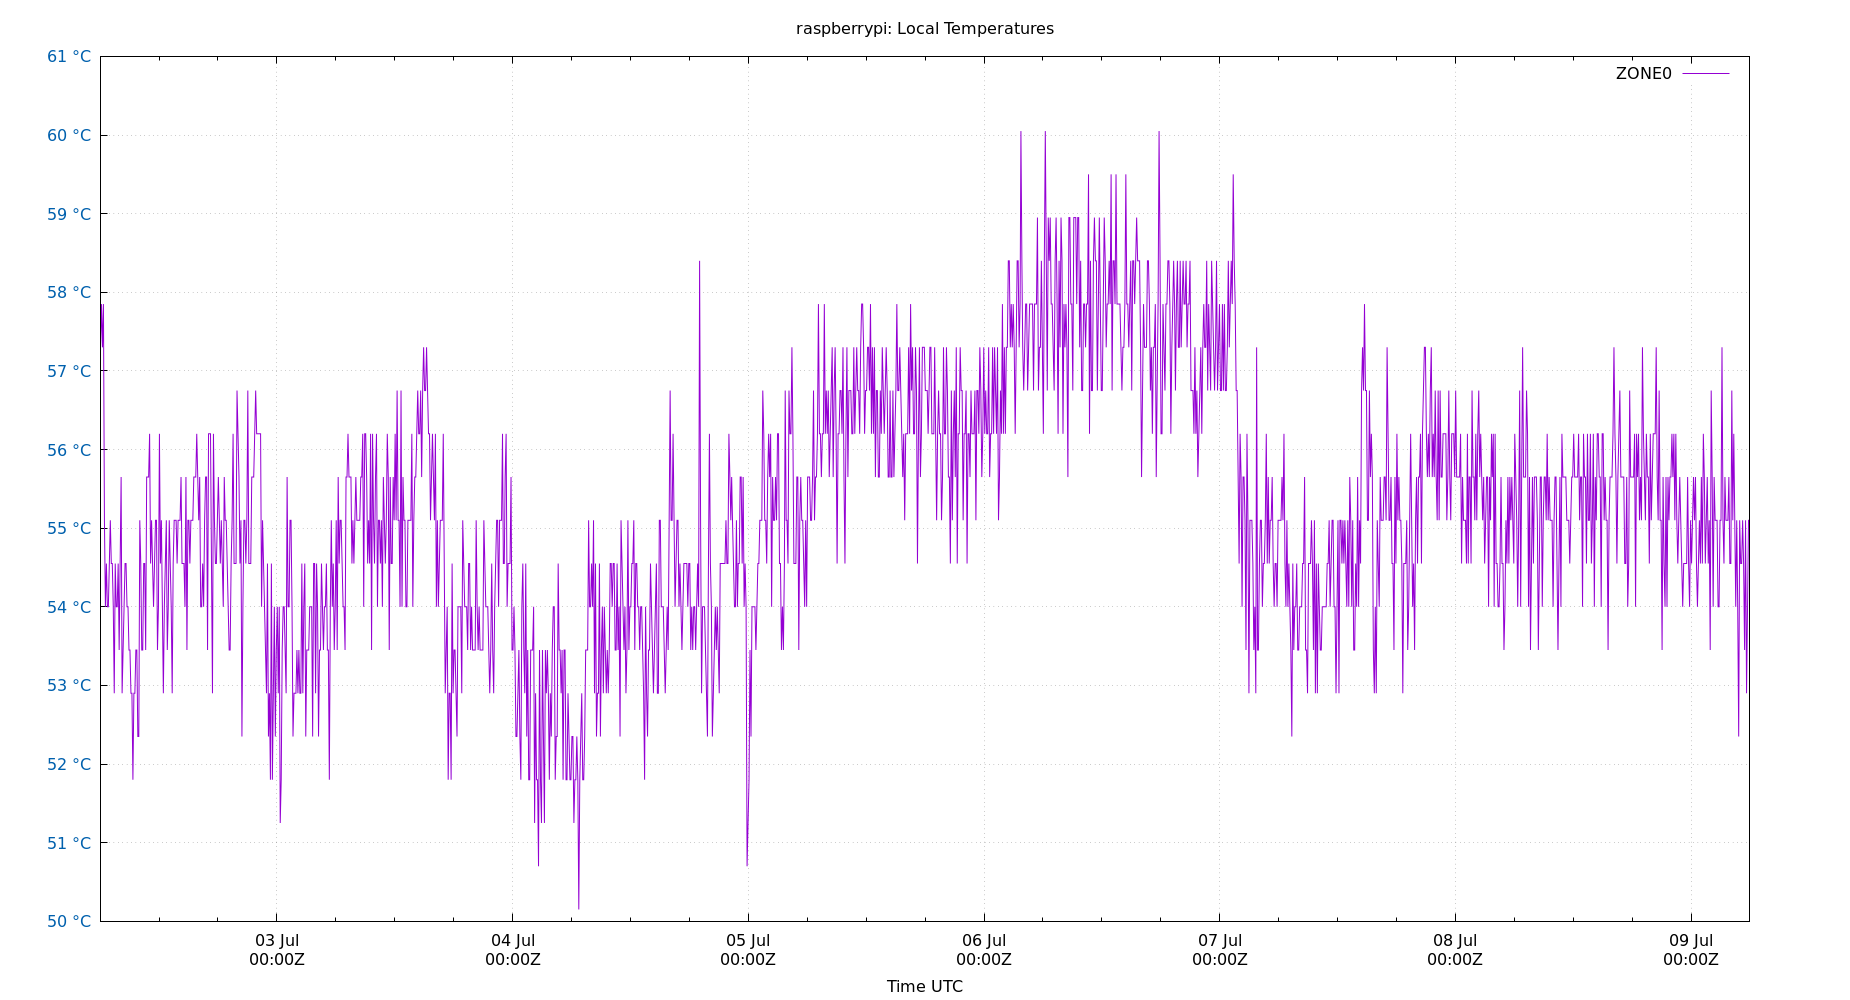 raspberrypi: Local Temperatures
ZONE0
61 °C
60 °C
59 °C
58 °C
57 °C
56 °C
55 °C
54 °C
53 °C
52 °C
51 °C
50 °C
03 Jul 04 Jul 05 Jul 06 Jul 07 Jul 08 Jul 09 Jul
00:00Z 00:00Z 00:00Z 00:00Z 00:00Z 00:00Z 00:00Z
Time UTC